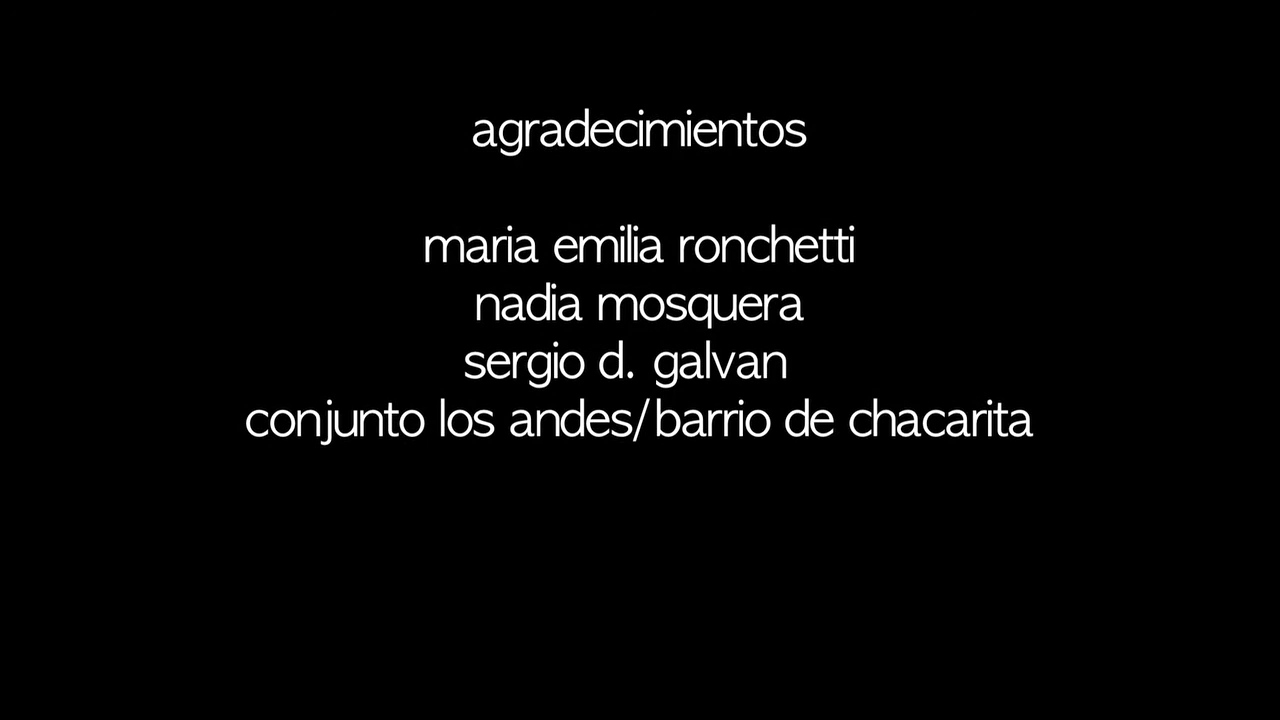 agradecimientos
maria emilia ronchetti
nadia mosquera
sergio d. galvan
conjunto los andes/barrio de chacarita